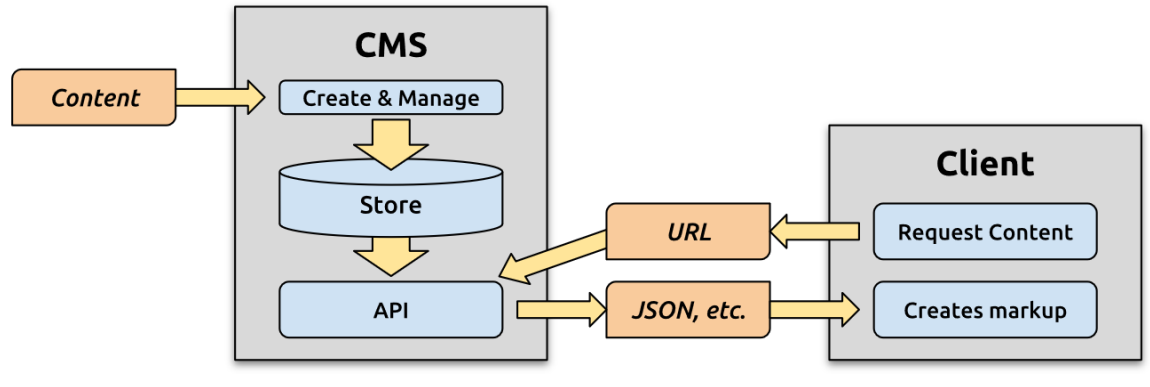 CMS
Content
Create & Manage
Store
API
Client
URL
Request Content
JSON, etc.
Creates markup